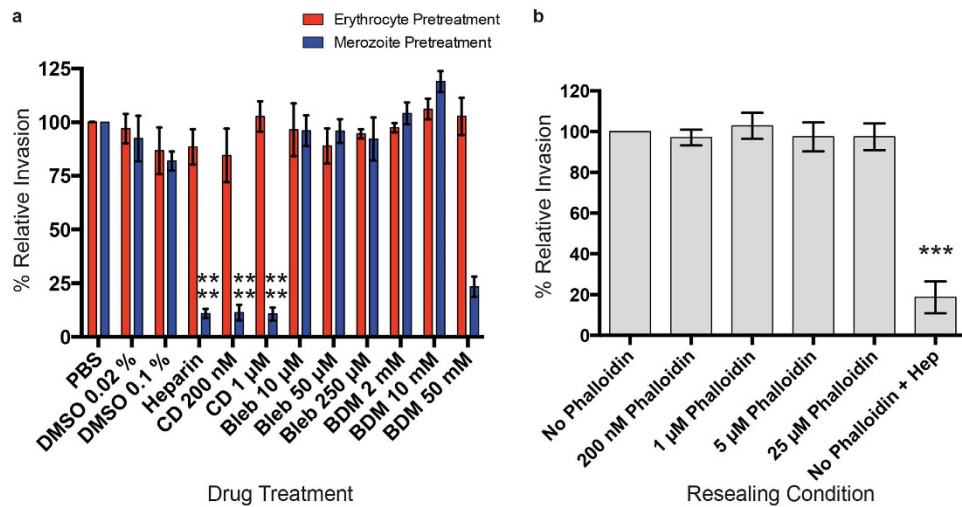 a
Erythrocyte Pretreatment
Merozoite Pretreatment
% Relative Invasion
125
100
75
50
25
0
**
**
**
**
**
**
PBS
DMSO 0.02 %
DMSO 0.1 %
Heparin
CD 200 nM
CD 1 µM
Bleb 10 µM
Bleb 50 µM
Bleb 250 µM
BDM 2 mM
BDM 10 mM
BDM 50 mM
Drug Treatment
b
% Relative Invasion
120
100
80
60
40
20
0
***
No Phalloidin
200 nM Phalloidin
1 µM Phalloidin
5 µM Phalloidin
25 µM Phalloidin
No Phalloidin + Hep
Resealing Condition